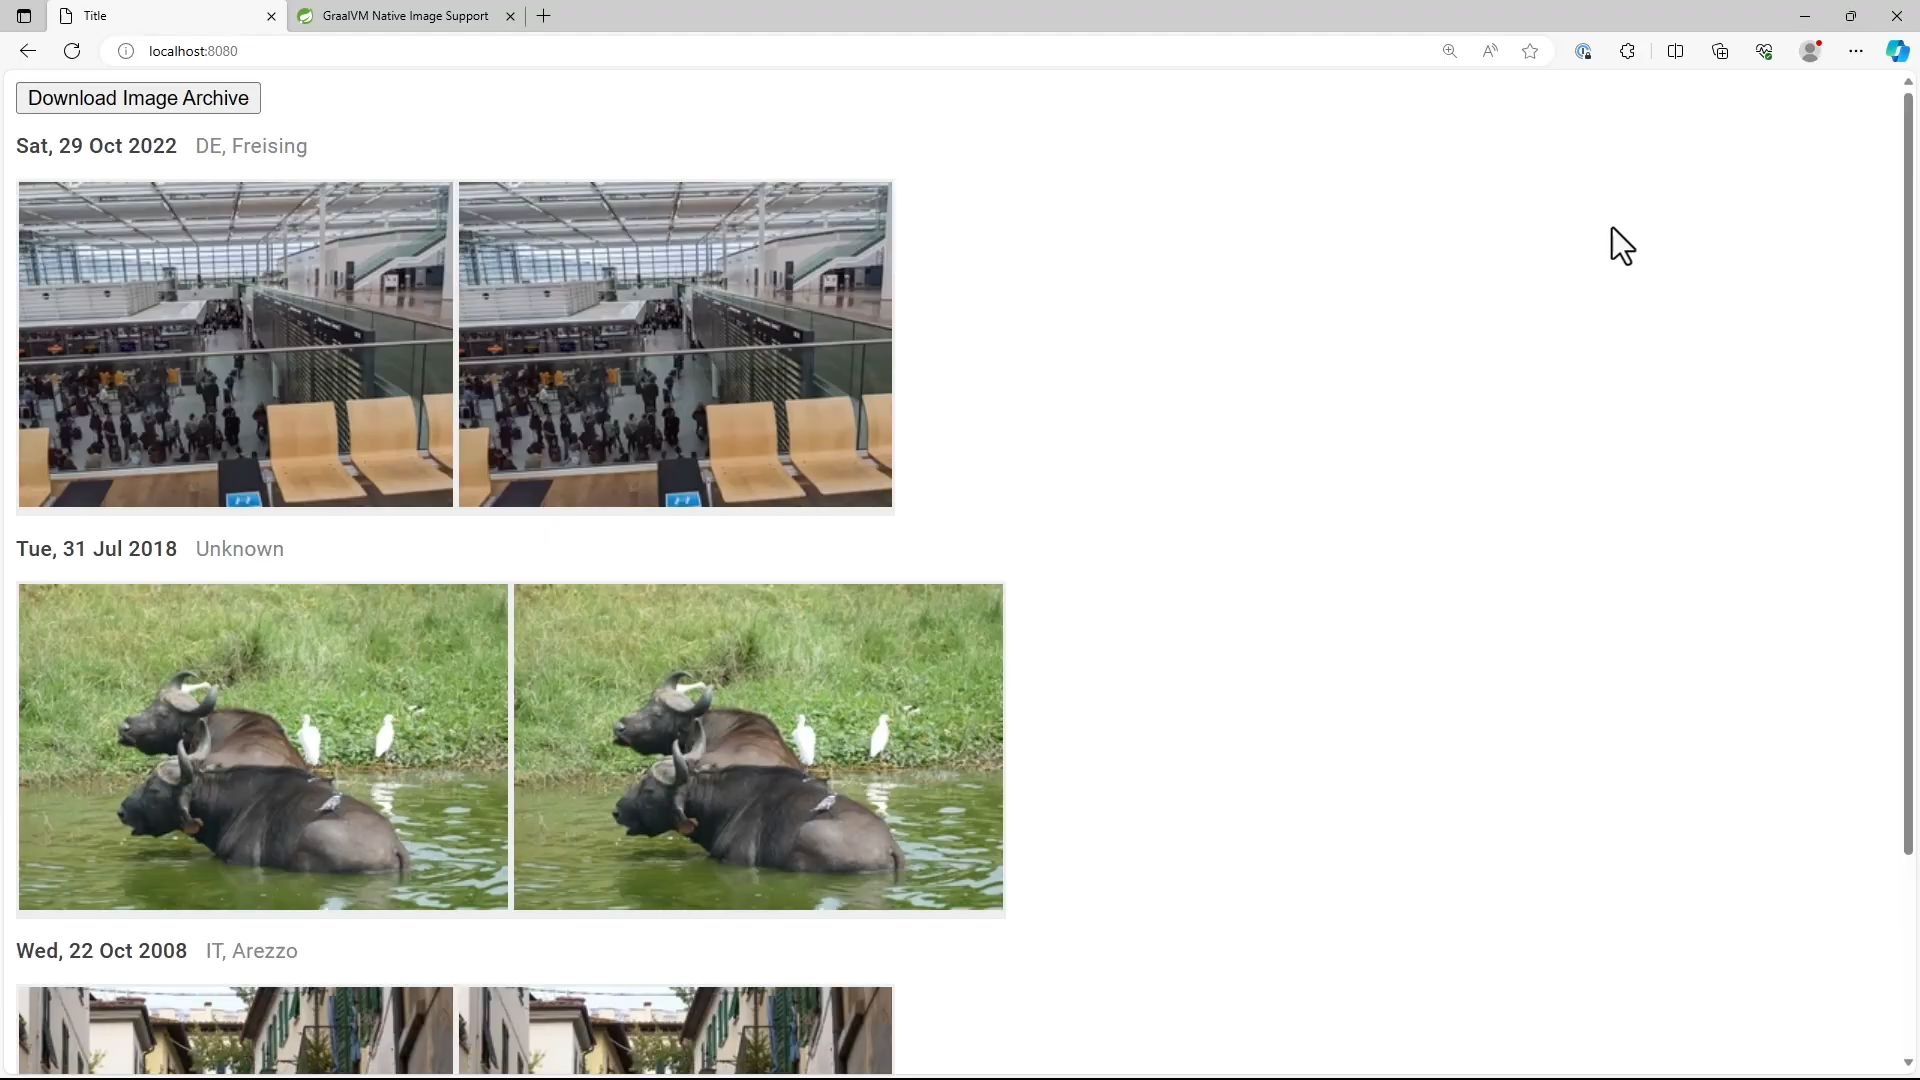 Title
GraalVM Native Image Support
localhost:8080
Download Image Archive
Sat, 29 Oct 2022 DE, Freising
Tue, 31 Jul 2018 Unknown
Wed, 22 Oct 2008 IT, Arezzo